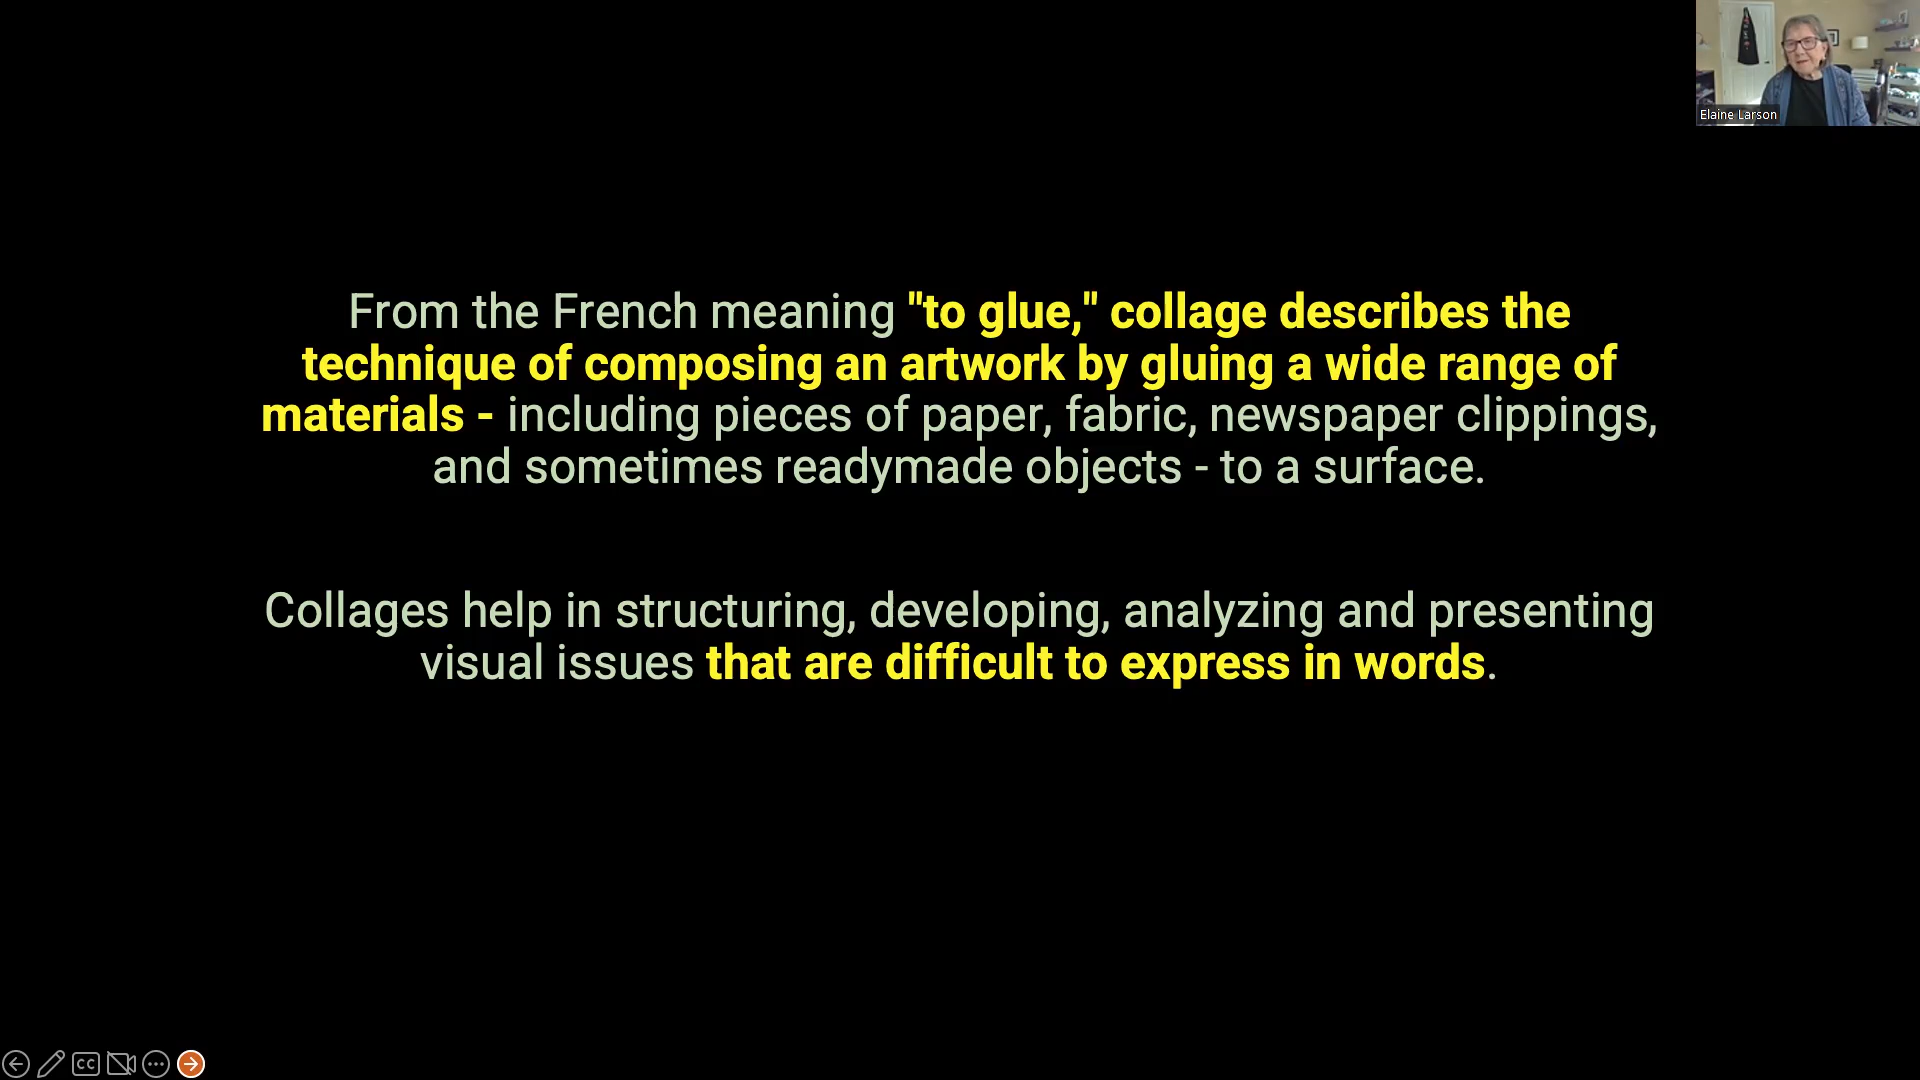 Elaine Larson
From the French meaning "to glue," collage describes the
technique of composing an artwork by gluing a wide range of
materials - including pieces of paper, fabric, newspaper clippings,
and sometimes readymade objects - to a surface.
Collages help in structuring, developing, analyzing and presenting
visual issues that are difficult to express in words.
CC